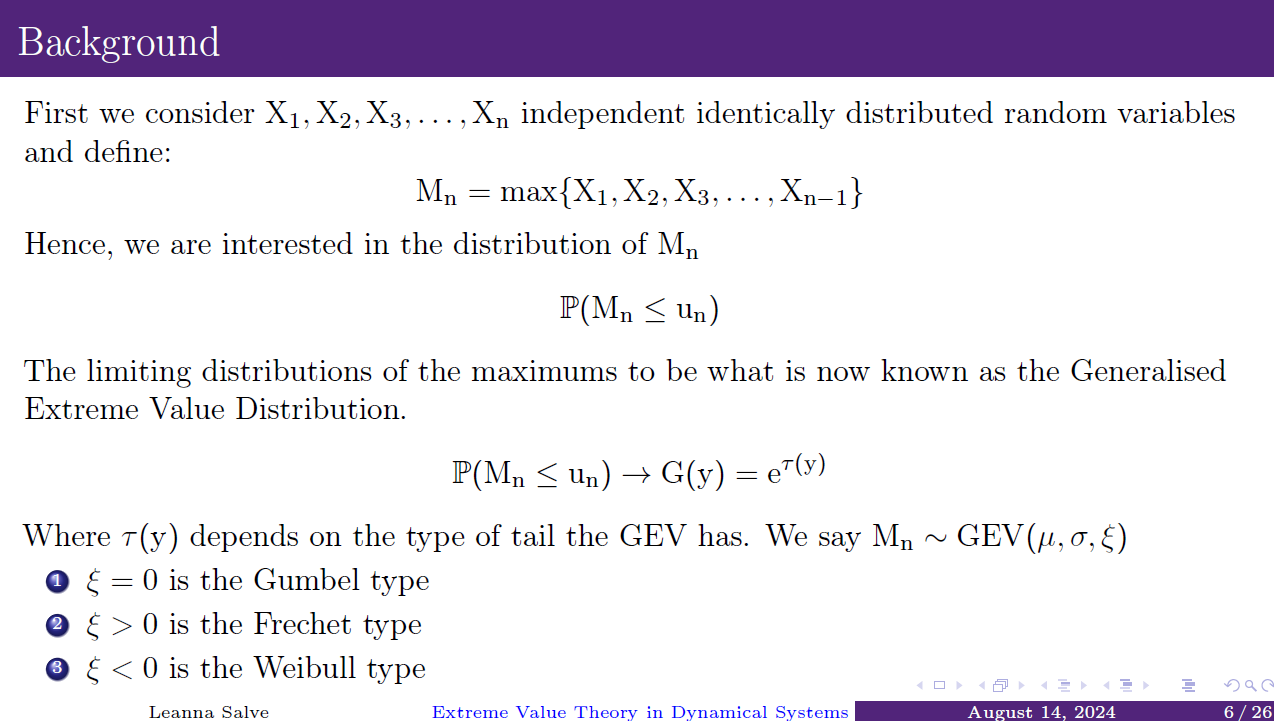 Background
First we consider X₁, X₂, X₃, . . . , Xₙ independent identically distributed random variables
and define:
Mₙ = max{X₁, X₂, X₃, . . . , Xₙ₋₁}
Hence, we are interested in the distribution of Mₙ
ℙ(Mₙ ≤ uₙ)
The limiting distributions of the maximums to be what is now known as the Generalised
Extreme Value Distribution.
ℙ(Mₙ ≤ uₙ) → G(y) = e^{τ(y)}
Where τ(y) depends on the type of tail the GEV has. We say Mₙ ∼ GEV(μ, σ, ξ)
1 ξ = 0 is the Gumbel type
2 ξ > 0 is the Frechet type
3 ξ < 0 is the Weibull type
Leanna Salve Extreme Value Theory in Dynamical Systems August 14, 2024 6 / 26